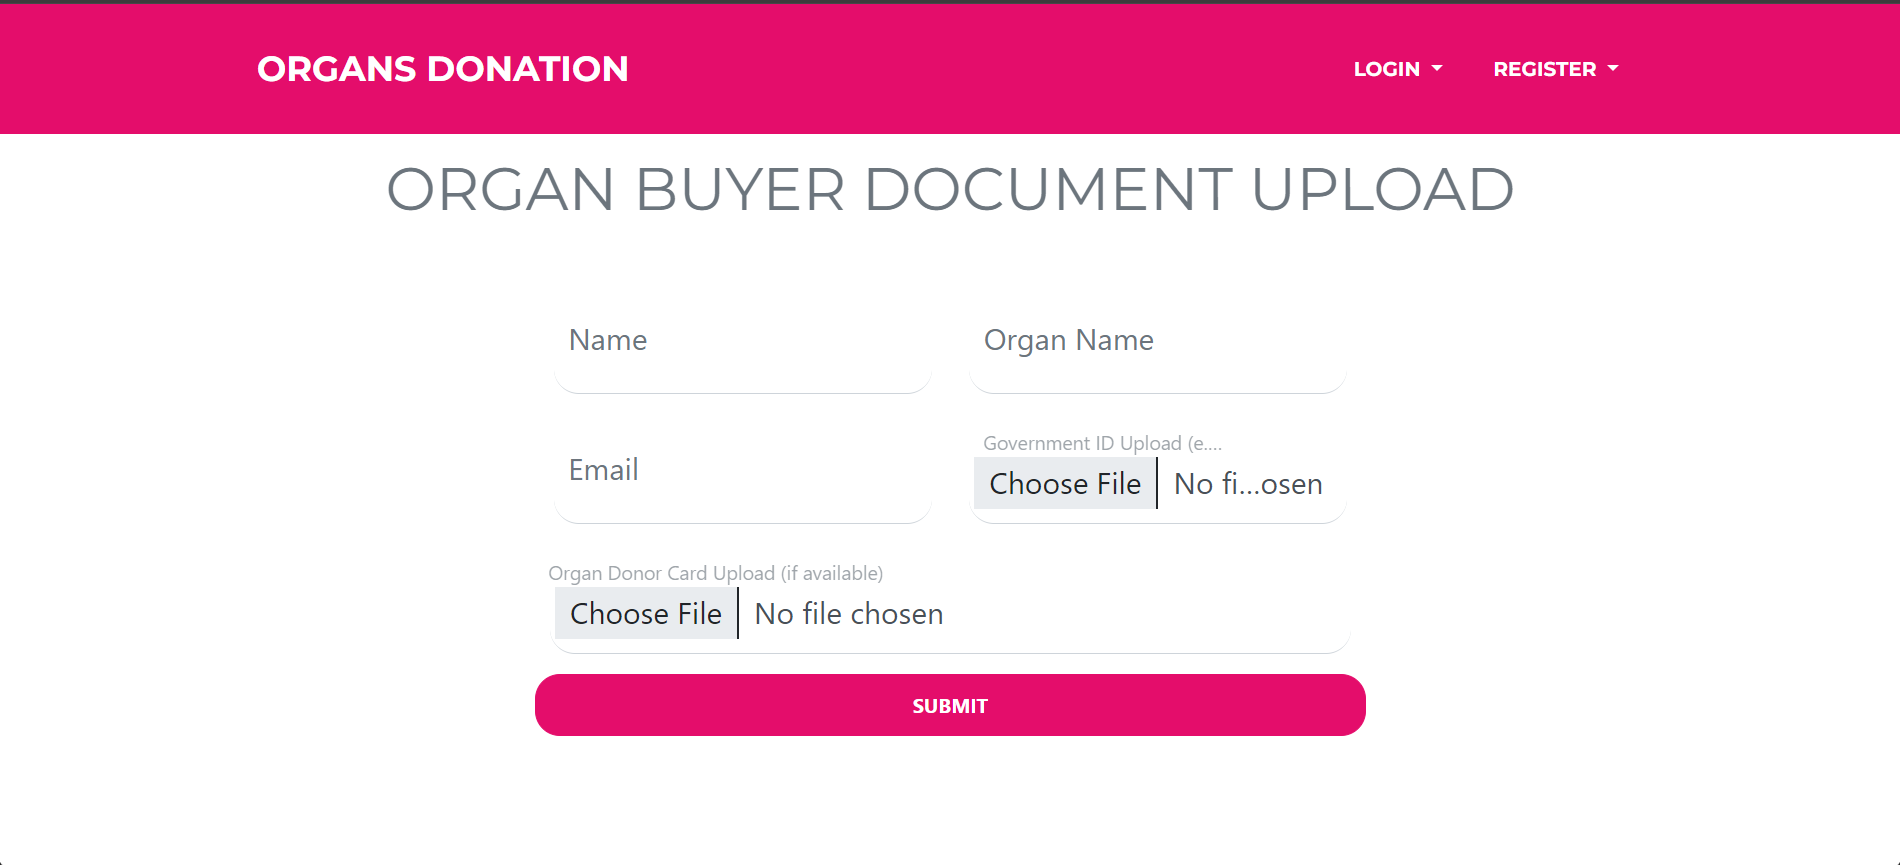 ORGANS DONATION
LOGIN
REGISTER
ORGAN BUYER DOCUMENT UPLOAD
Name
Organ Name
Email
Government ID Upload (e....
Choose File
No fi...osen
Organ Donor Card Upload (if available)
Choose File
No file chosen
SUBMIT